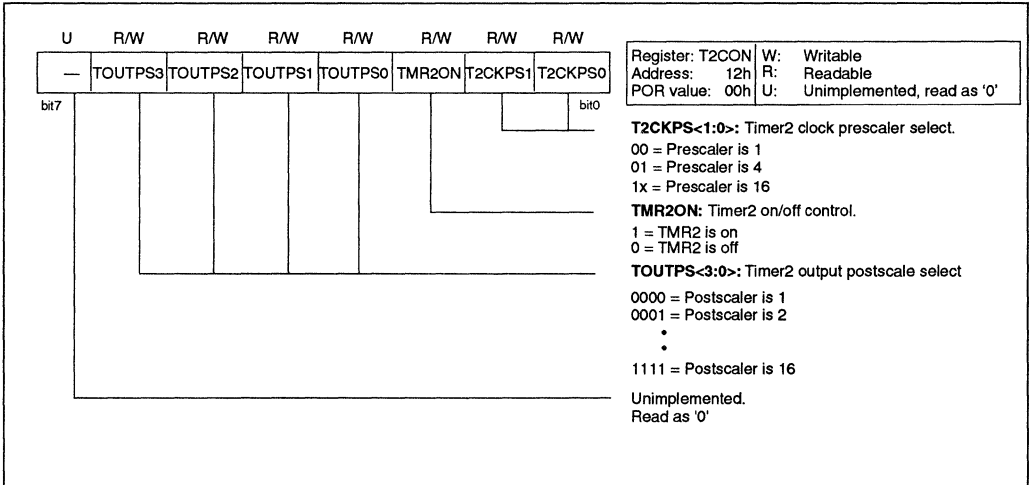 U R/W R/W R/W R/W R/W R/W R/W
— TOUTPS3 TOUTPS2 TOUTPS1 TOUTPS0 TMR2ON T2CKPS1 T2CKPS0
bit7 bit0
Register: T2CON W: Writable
Address: 12h R: Readable
POR value: 00h U: Unimplemented, read as '0'
T2CKPS<1:0>: Timer2 clock prescaler select.
00 = Prescaler is 1
01 = Prescaler is 4
1x = Prescaler is 16
TMR2ON: Timer2 on/off control.
1 = TMR2 is on
0 = TMR2 is off
TOUTPS<3:0>: Timer2 output postscale select
0000 = Postscaler is 1
0001 = Postscaler is 2
•
•
1111 = Postscaler is 16
Unimplemented.
Read as '0'